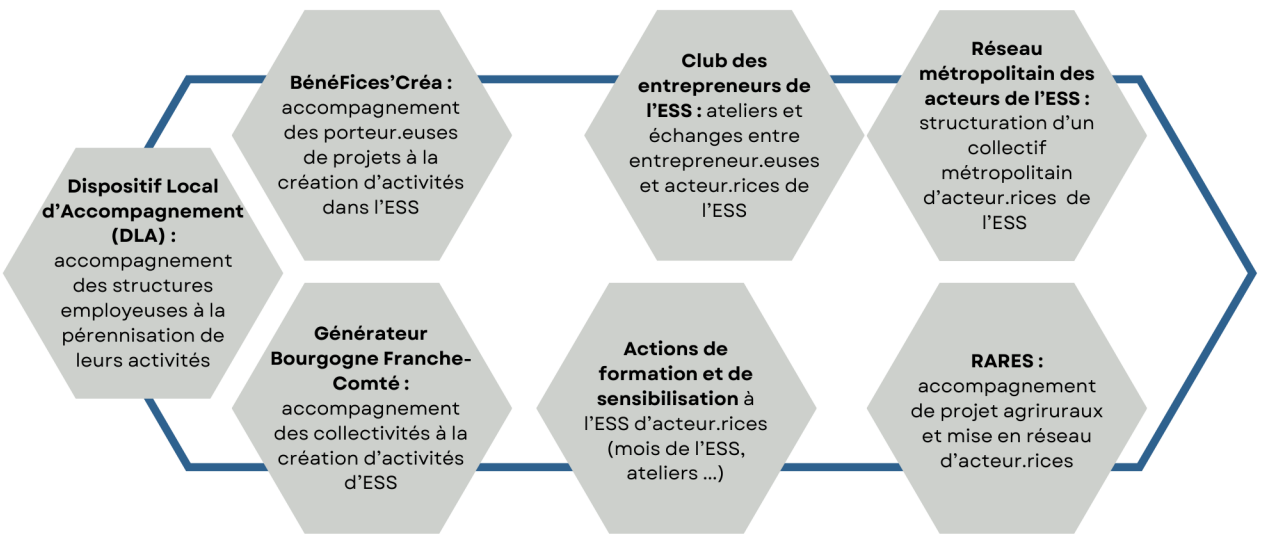 Dispositif Local
d'Accompagnement
(DLA) :
accompagnement
des structures
employeuses à la
pérennisation de
leurs activités
BénéFices'Créa :
accompagnement
des porteur.euses
de projets à la
création d'activités
dans l'ESS
Club des
entrepreneurs de
l'ESS : ateliers et
échanges entre
entrepreneur.euses
et acteur.rices de
l'ESS
Réseau
métropolitain des
acteurs de l'ESS :
structuration d'un
collectif
métropolitain
d'acteur.rices de
l'ESS
Générateur
Bourgogne Franche-
Comté :
accompagnement
des collectivités à la
création d'activités
d'ESS
Actions de
formation et de
sensibilisation à
l'ESS d'acteur.rices
(mois de l'ESS,
ateliers ...)
RARES :
accompagnement
de projet agriruraux
et mise en réseau
d'acteur.rices